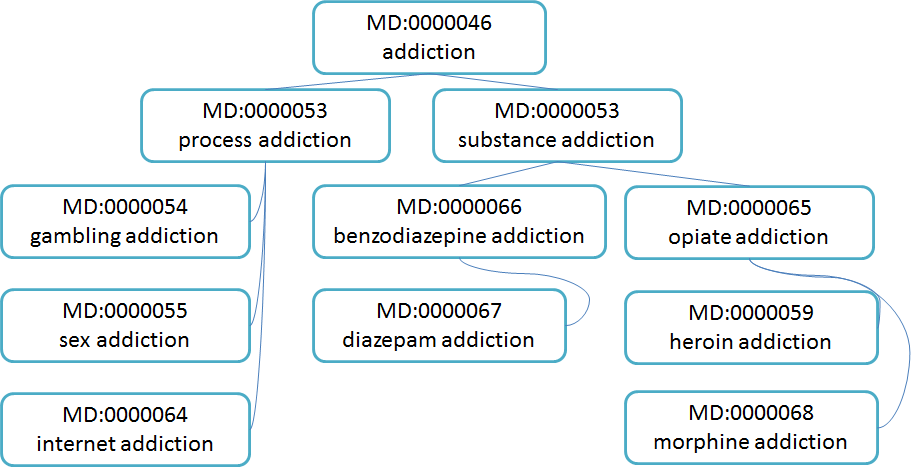 MD:0000046
addiction
MD:0000053
process addiction
MD:0000053
substance addiction
MD:0000054
gambling addiction
MD:0000066
benzodiazepine addiction
MD:0000065
opiate addiction
MD:0000055
sex addiction
MD:0000067
diazepam addiction
MD:0000059
heroin addiction
MD:0000064
internet addiction
MD:0000068
morphine addiction